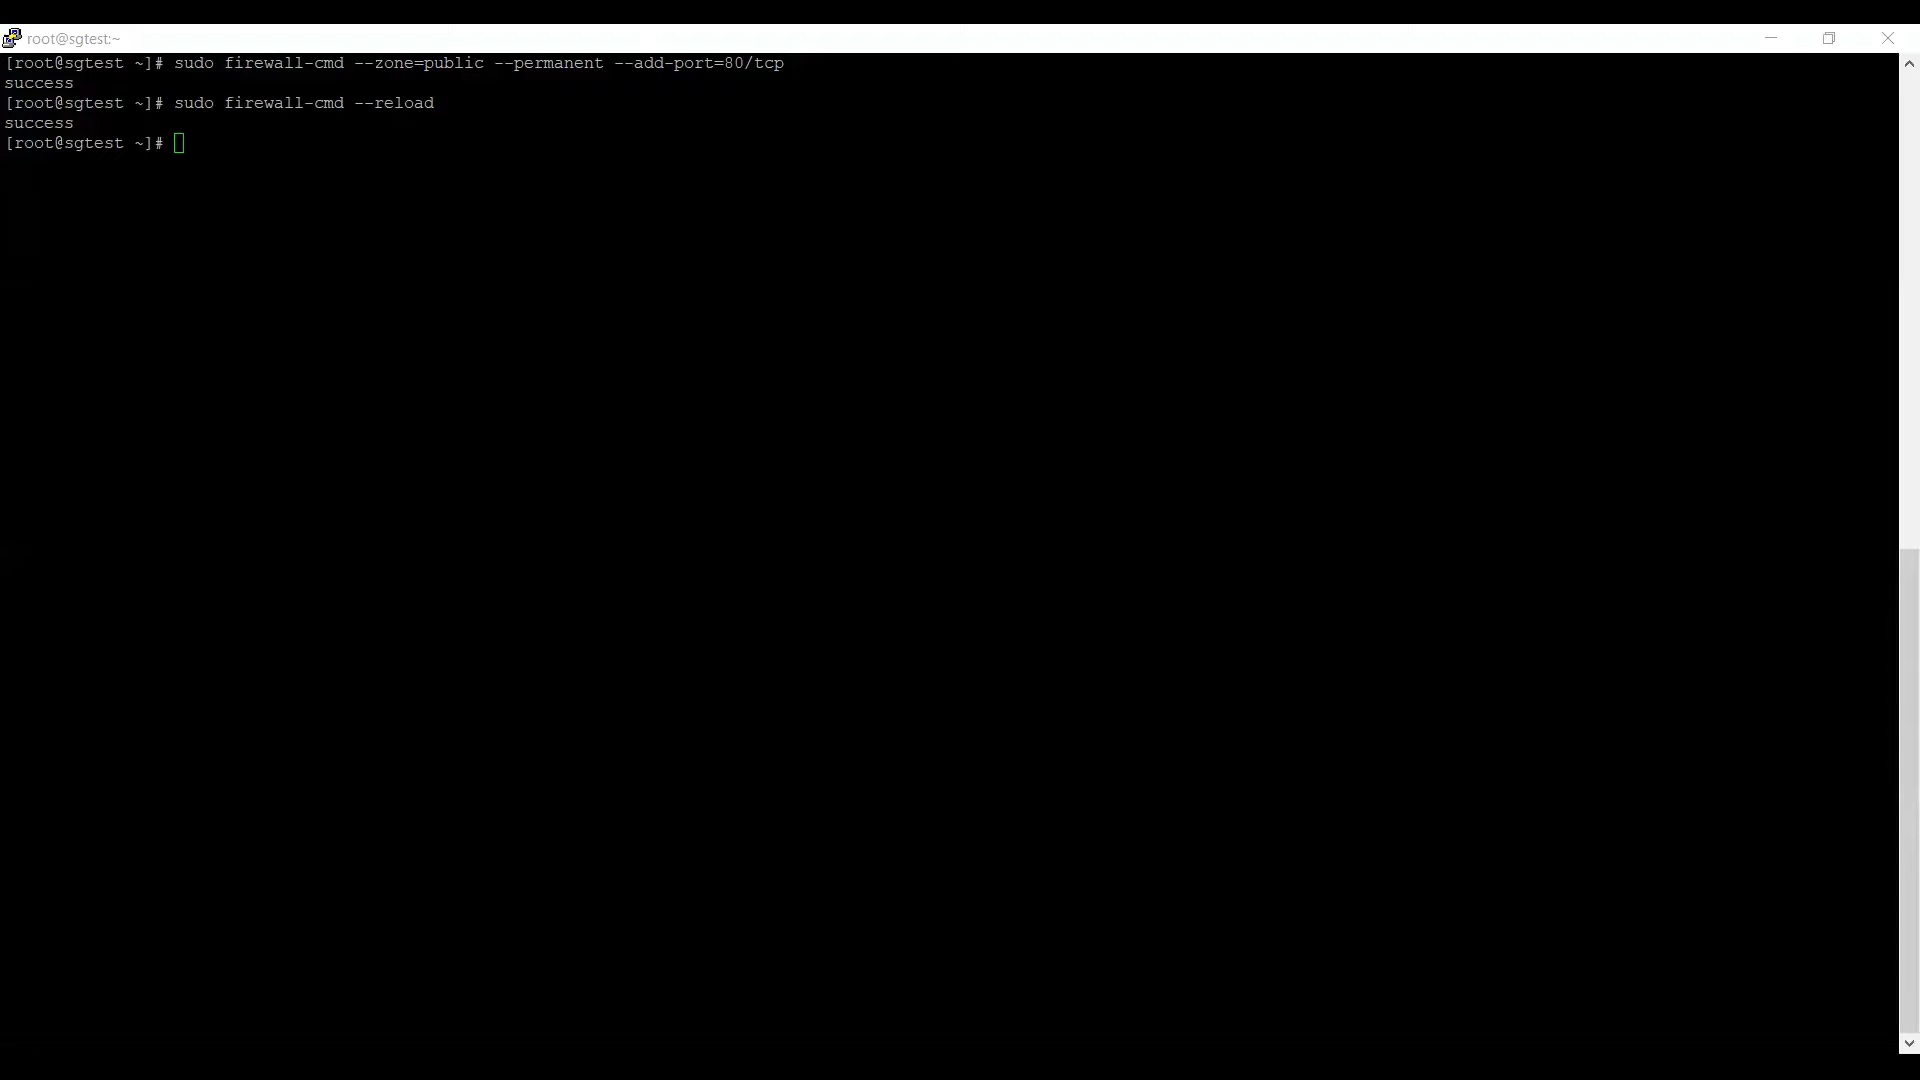 root@sgtest:~
[root@sgtest ~]# sudo firewall-cmd --zone=public --permanent --add-port=80/tcp
success
[root@sgtest ~]# sudo firewall-cmd --reload
success
[root@sgtest ~]#